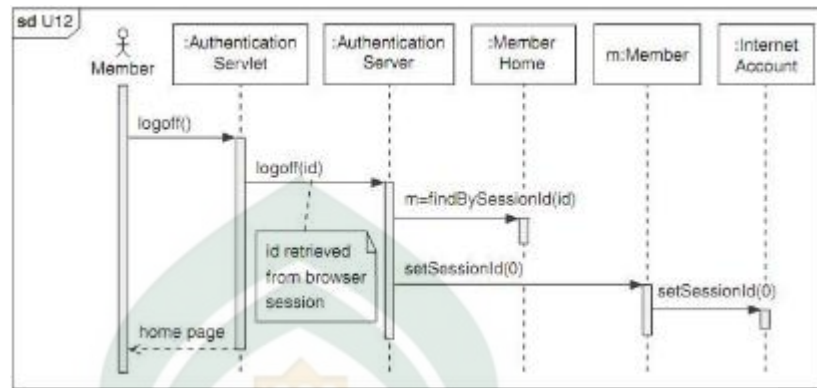 sd U12
Member
:Authentication
Servlet
:Authentication
Server
:Member
Home
m:Member
:Internet
Account
logoff()
logoff(id)
m=findBySessionId(id)
id retrieved
from browser
session
setSessionId(0)
setSessionId(0)
home page